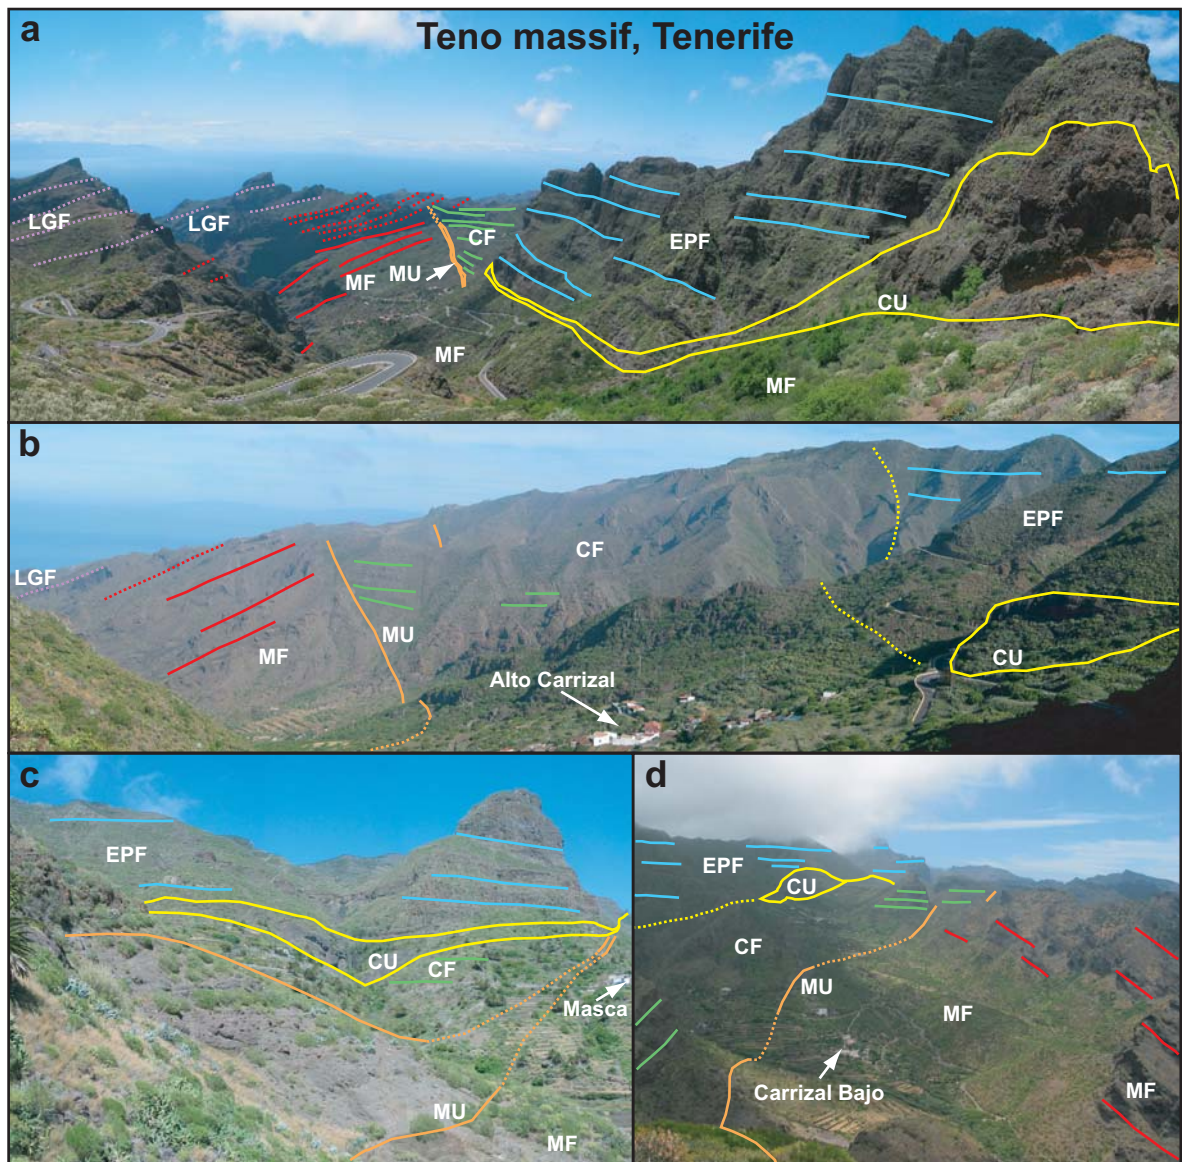 a
Teno massif, Tenerife
LGF
LGF
MF
MU
CF
EPF
CU
MF
MF
b
LGF
MF
MU
CF
EPF
CU
Alto Carrizal
c
EPF
CU
CF
Masca
MU
MF
d
EPF
CU
CF
MU
MF
Carrizal Bajo
MF